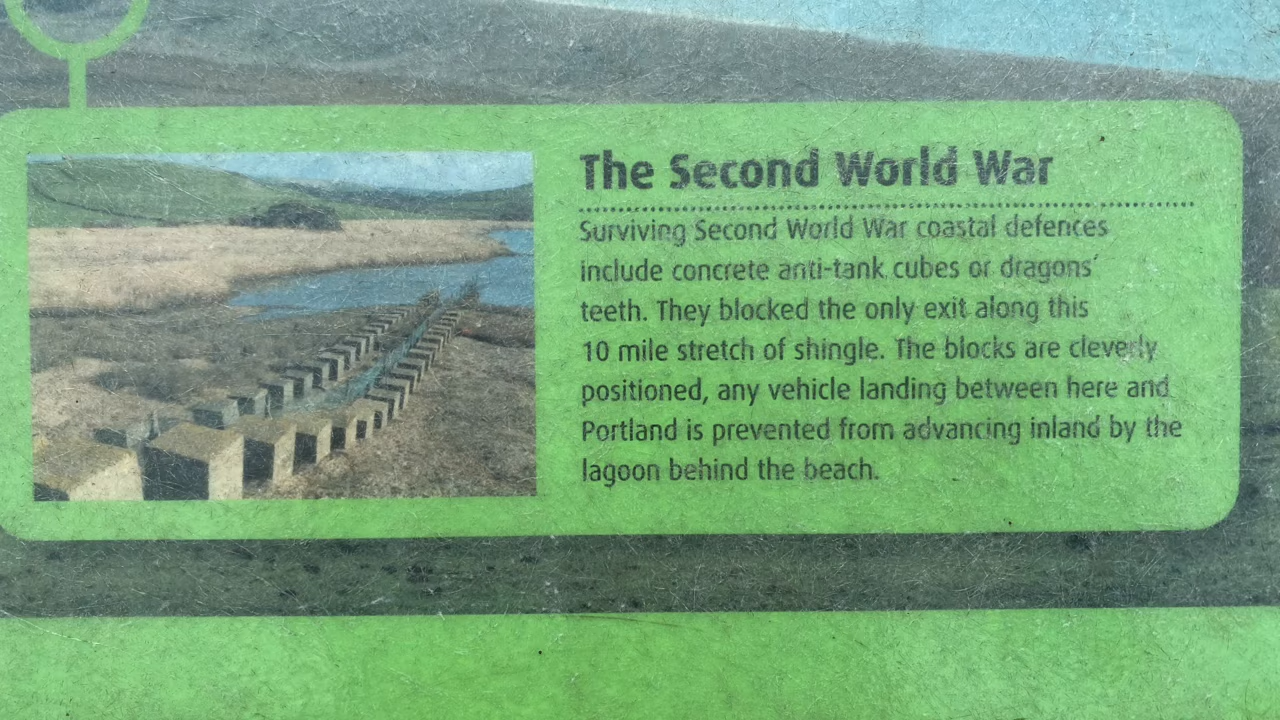 The Second World War
Surviving Second World War coastal defences
include concrete anti-tank cubes or dragons'
teeth. They blocked the only exit along this
10 mile stretch of shingle. The blocks are cleverly
positioned, any vehicle landing between here and
Portland is prevented from advancing inland by the
lagoon behind the beach.